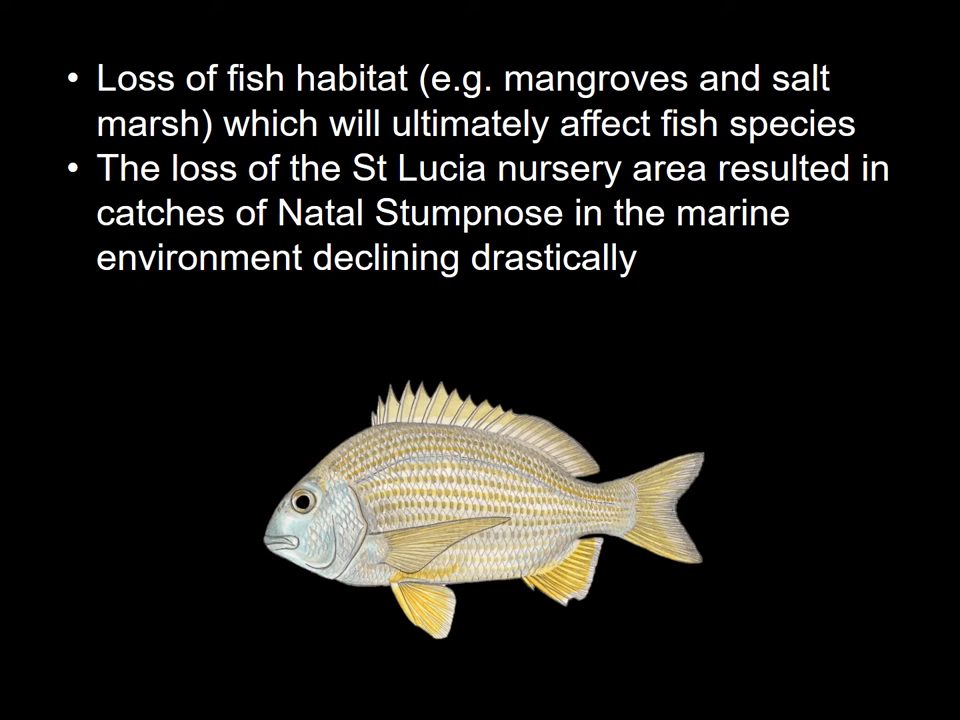 • Loss of fish habitat (e.g. mangroves and salt
marsh) which will ultimately affect fish species
• The loss of the St Lucia nursery area resulted in
catches of Natal Stumpnose in the marine
environment declining drastically